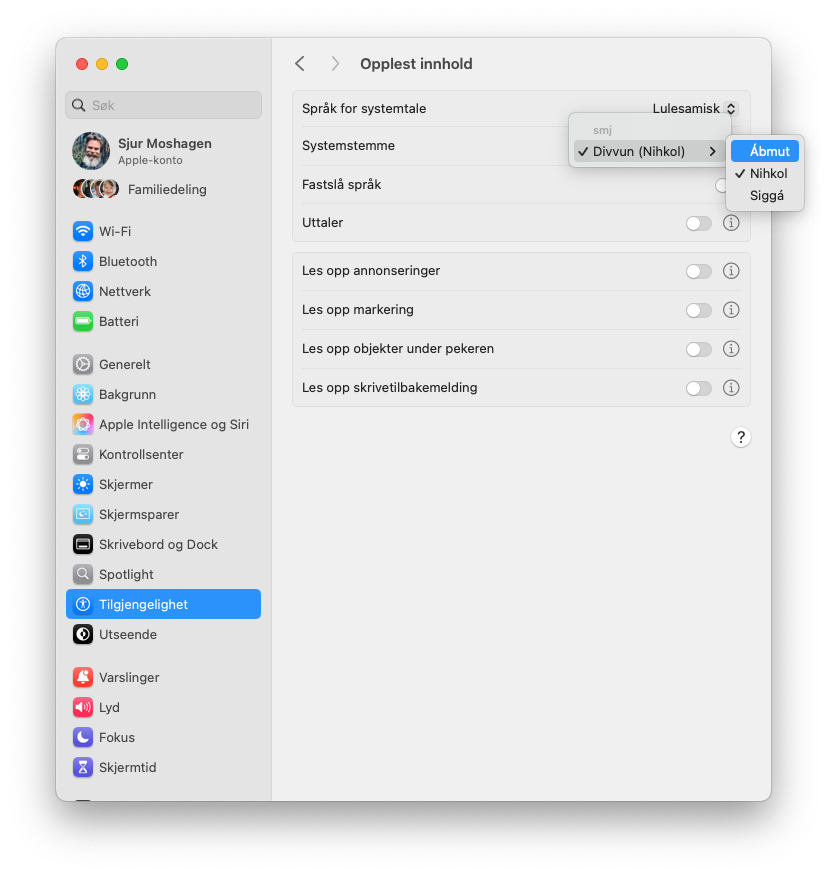 Søk
Sjur Moshagen
Apple-konto
Familiedeling
Wi-Fi
Bluetooth
Nettverk
Batteri
Generelt
Bakgrunn
Apple Intelligence og Siri
Kontrollsenter
Skjermer
Skjermsparer
Skrivebord og Dock
Spotlight
Tilgjengelighet
Utseende
Varslinger
Lyd
Fokus
Skjermtid
Opplest innhold
Språk for systemtale
Lulesamisk
Systemstemme
smj
Divvun (Nihkol)
Ábmut
Nihkol
Siggá
Fastslå språk
Uttaler
Les opp annonseringer
Les opp markering
Les opp objekter under pekeren
Les opp skrivetilbakemelding
?